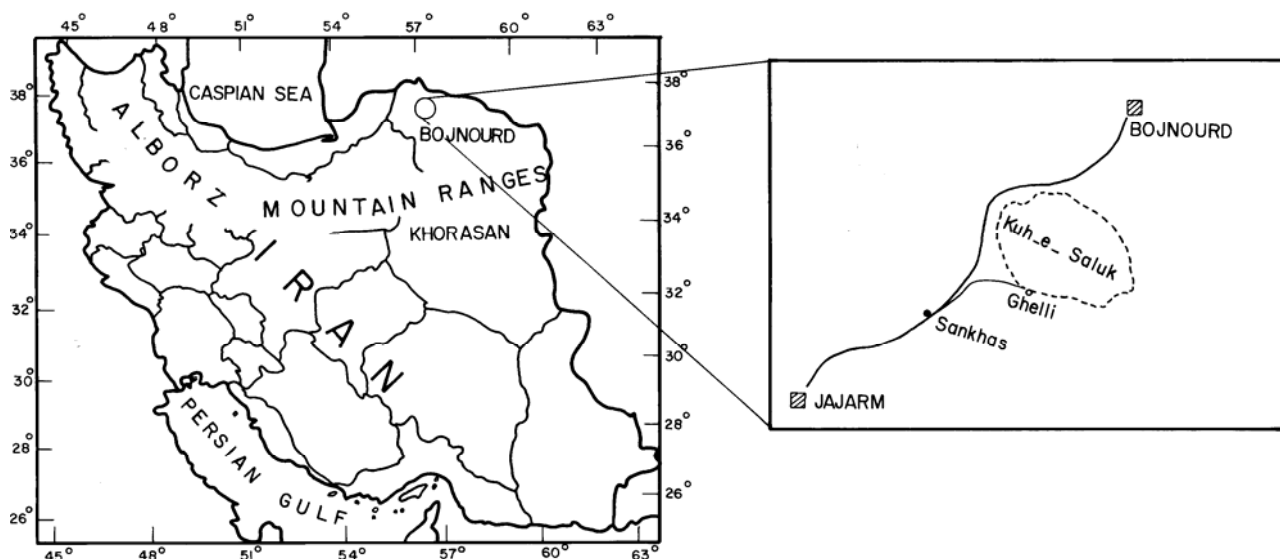 45° 48° 51° 54° 57° 60° 63°
38°
36°
34°
32°
30°
28°
26°
38°
36°
34°
32°
30°
28°
26°
45° 48° 51° 54° 57° 60° 63°
CASPIAN SEA
BOJNOURD
ALBORZ
MOUNTAIN RANGES
KHORASAN
IRAN
PERSIAN GULF
BOJNOURD
Kuh-e- Saluk
Ghelli
Sankhas
JAJARM